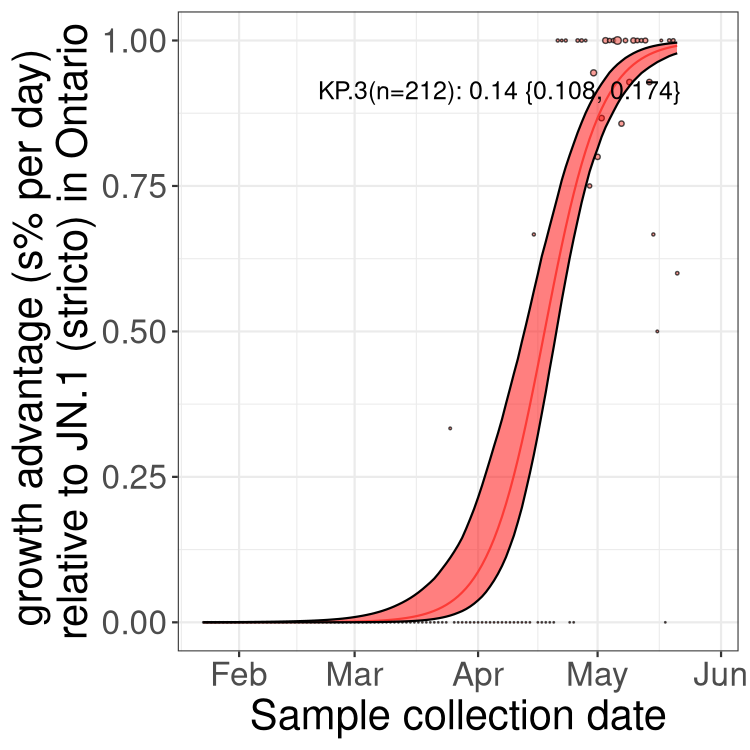 growth advantage (s% per day)
relative to JN.1 (stricto) in Ontario
1.00
0.75
0.50
0.25
0.00
KP.3(n=212): 0.14 {0.108, 0.174}
Feb Mar Apr May Jun
Sample collection date